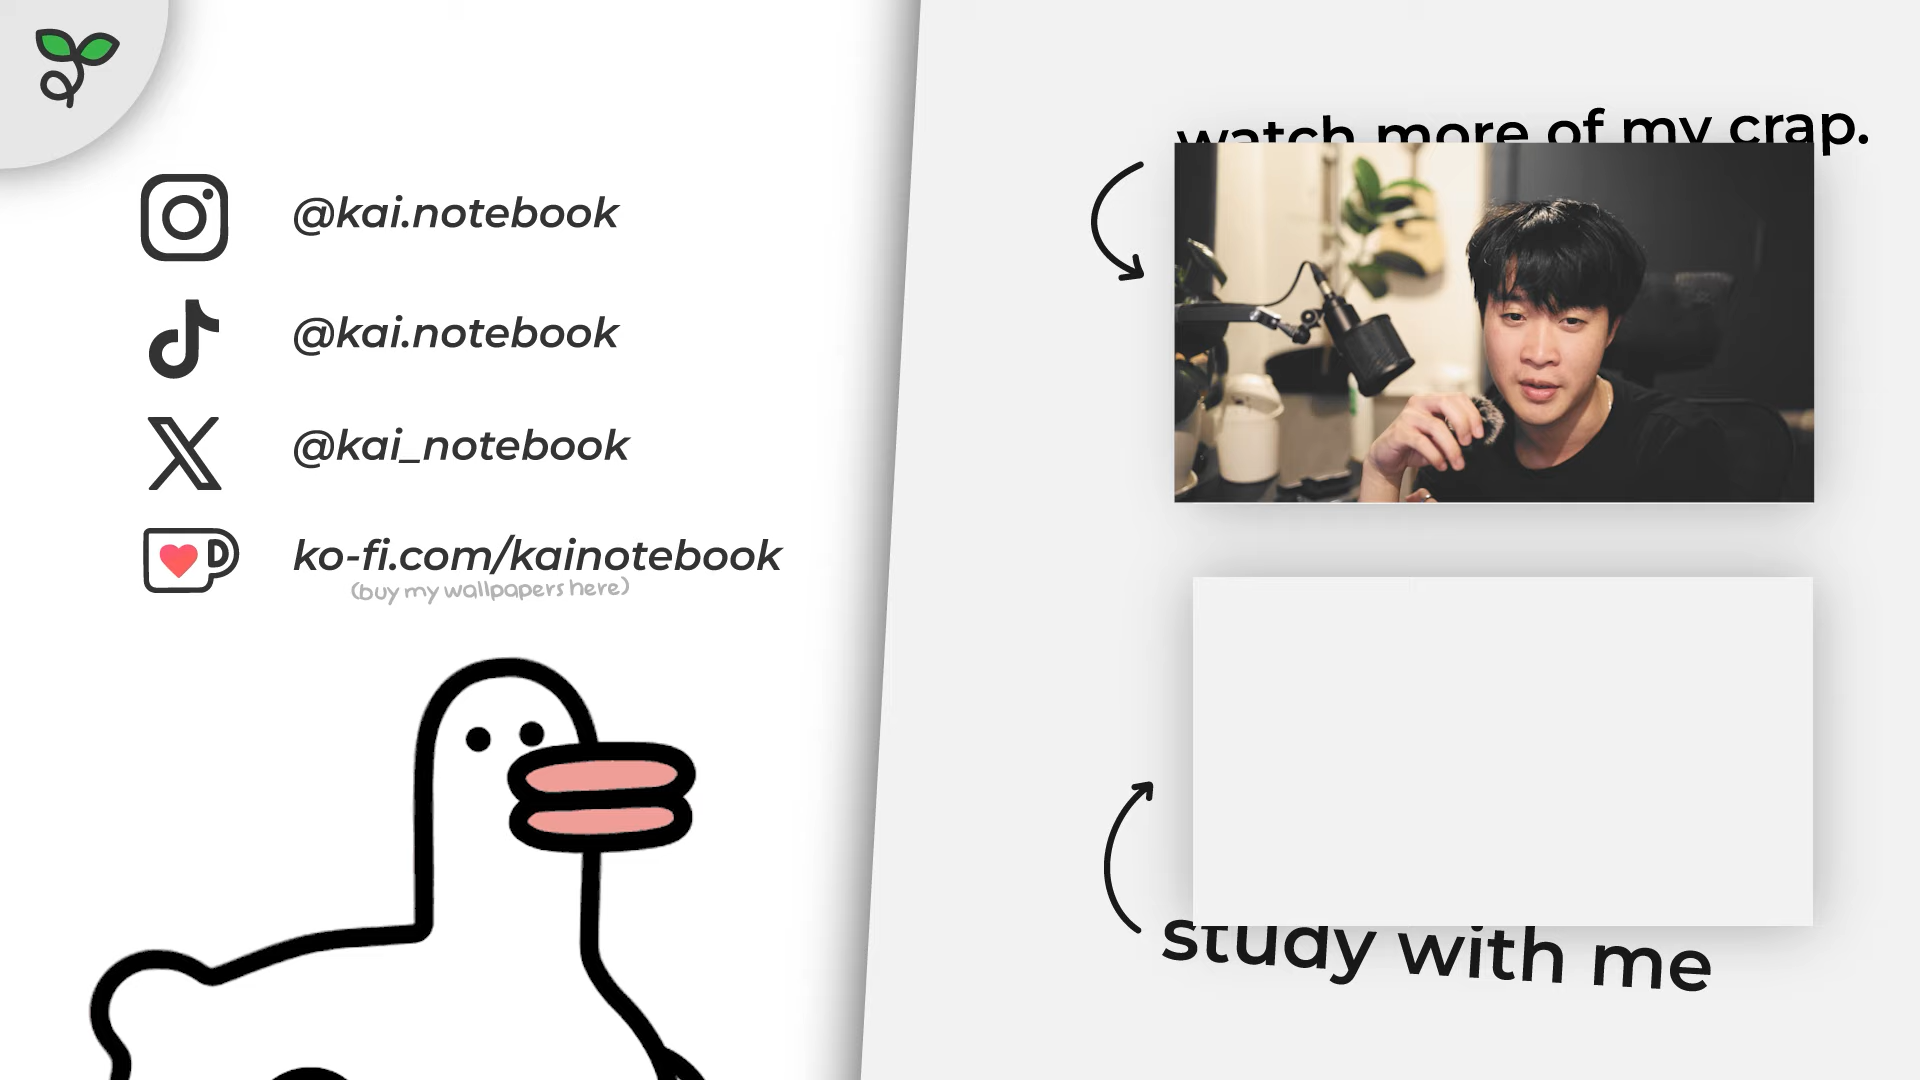 @kai.notebook
@kai.notebook
@kai_notebook
ko-fi.com/kainotebook
(buy my wallpapers here)
watch more of my crap.
study with me